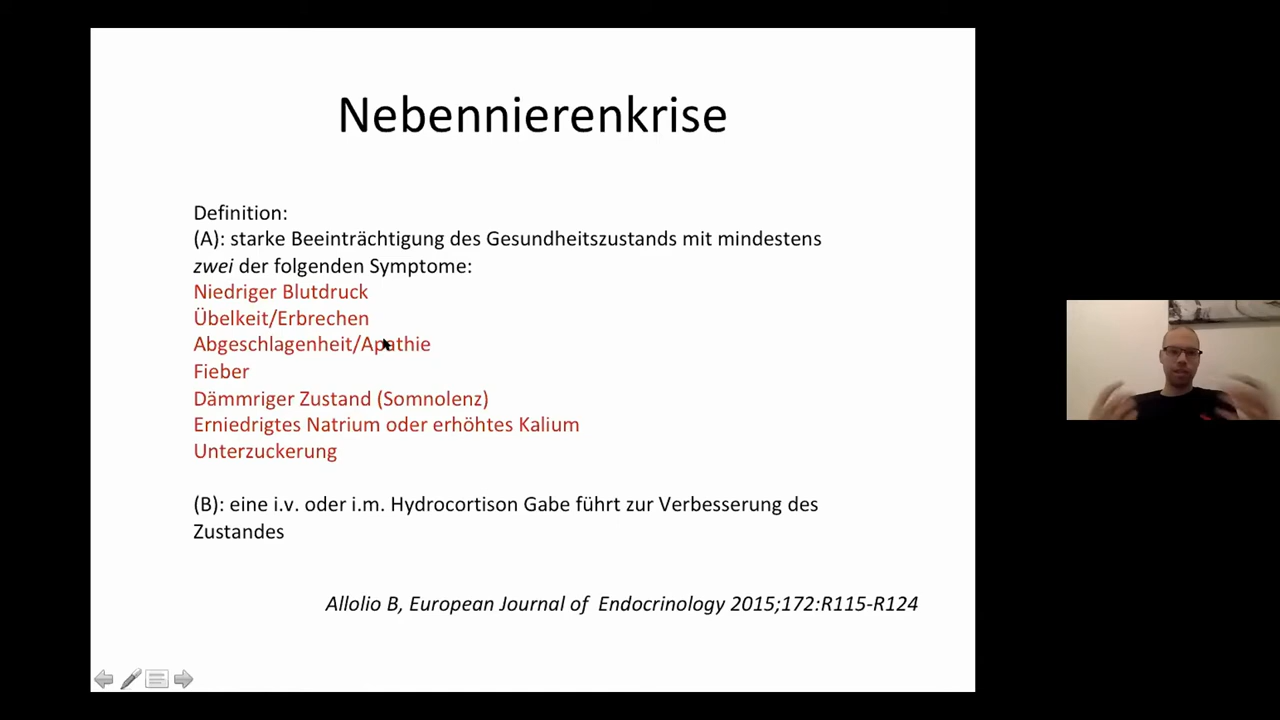 Nebennierenkrise
Definition:
(A): starke Beeinträchtigung des Gesundheitszustands mit mindestens
zwei der folgenden Symptome:
Niedriger Blutdruck
Übelkeit/Erbrechen
Abgeschlagenheit/Apathie
Fieber
Dämmriger Zustand (Somnolenz)
Erniedrigtes Natrium oder erhöhtes Kalium
Unterzuckerung
(B): eine i.v. oder i.m. Hydrocortison Gabe führt zur Verbesserung des
Zustandes
Allolio B, European Journal of Endocrinology 2015;172:R115-R124